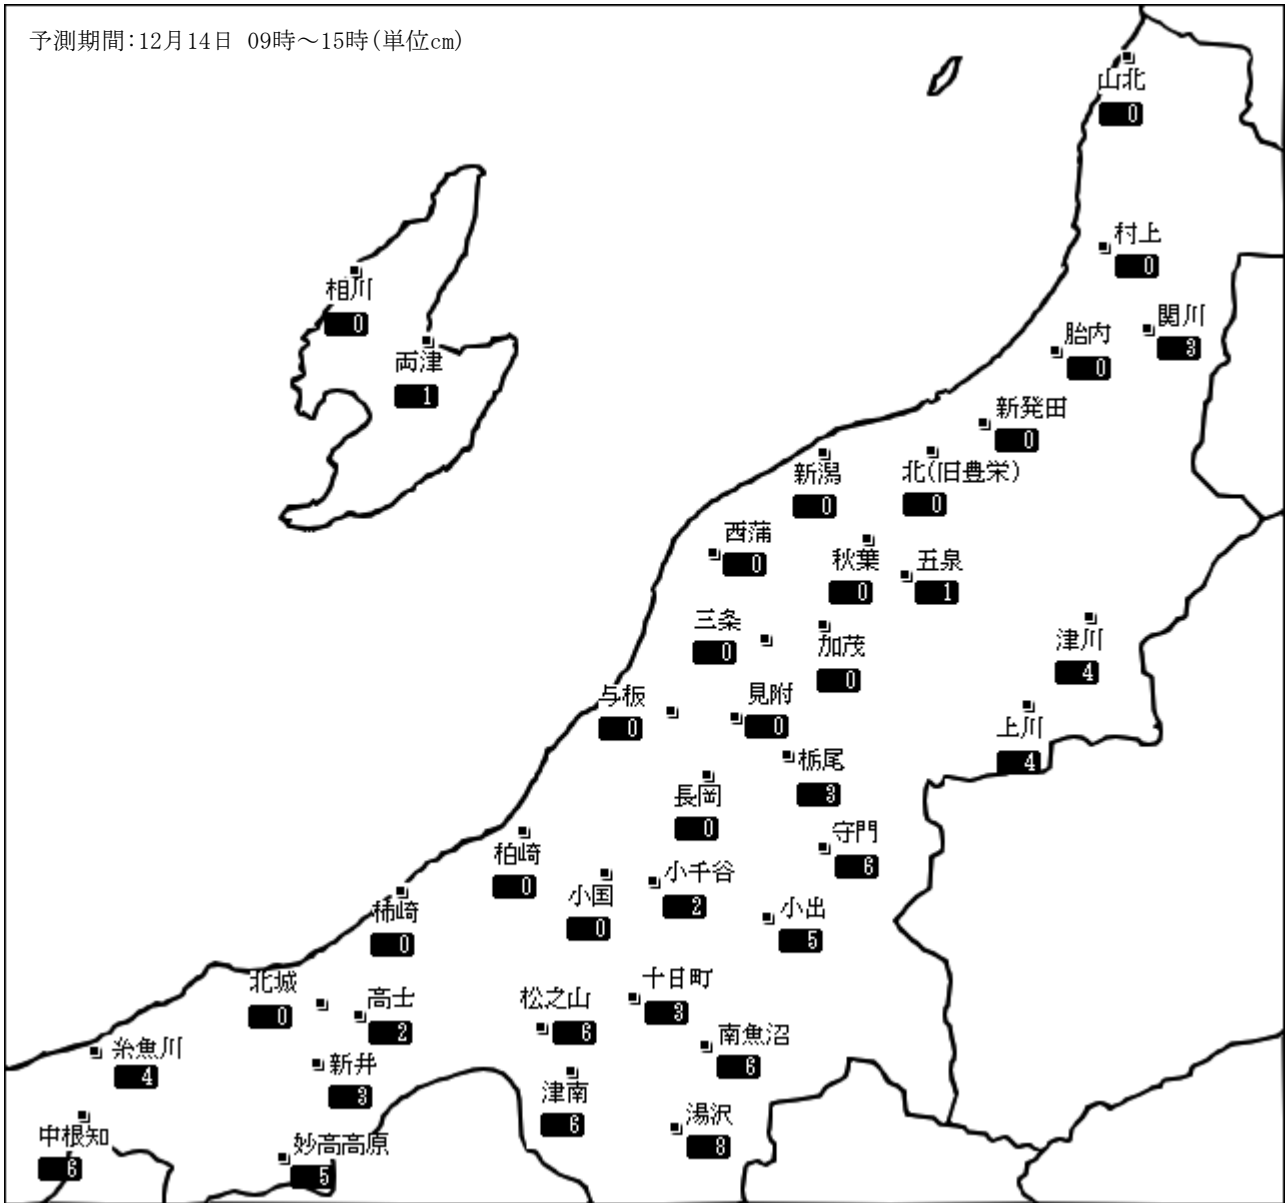 予測期間:12月14日 09時～15時(単位cm)
山北
0
村上
0
関川
3
胎内
0
相川
0
両津
1
新発田
0
新潟
0
北(旧豊栄)
0
西蒲
0
秋葉
0
五泉
1
三条
0
加茂
0
津川
4
与板
0
見附
0
上川
4
栃尾
3
長岡
0
守門
6
柏崎
0
小国
0
小千谷
2
小出
5
柿崎
0
北城
0
高士
2
松之山
6
十日町
3
南魚沼
6
糸魚川
4
新井
3
津南
6
湯沢
8
中根知
6
妙高高原
5